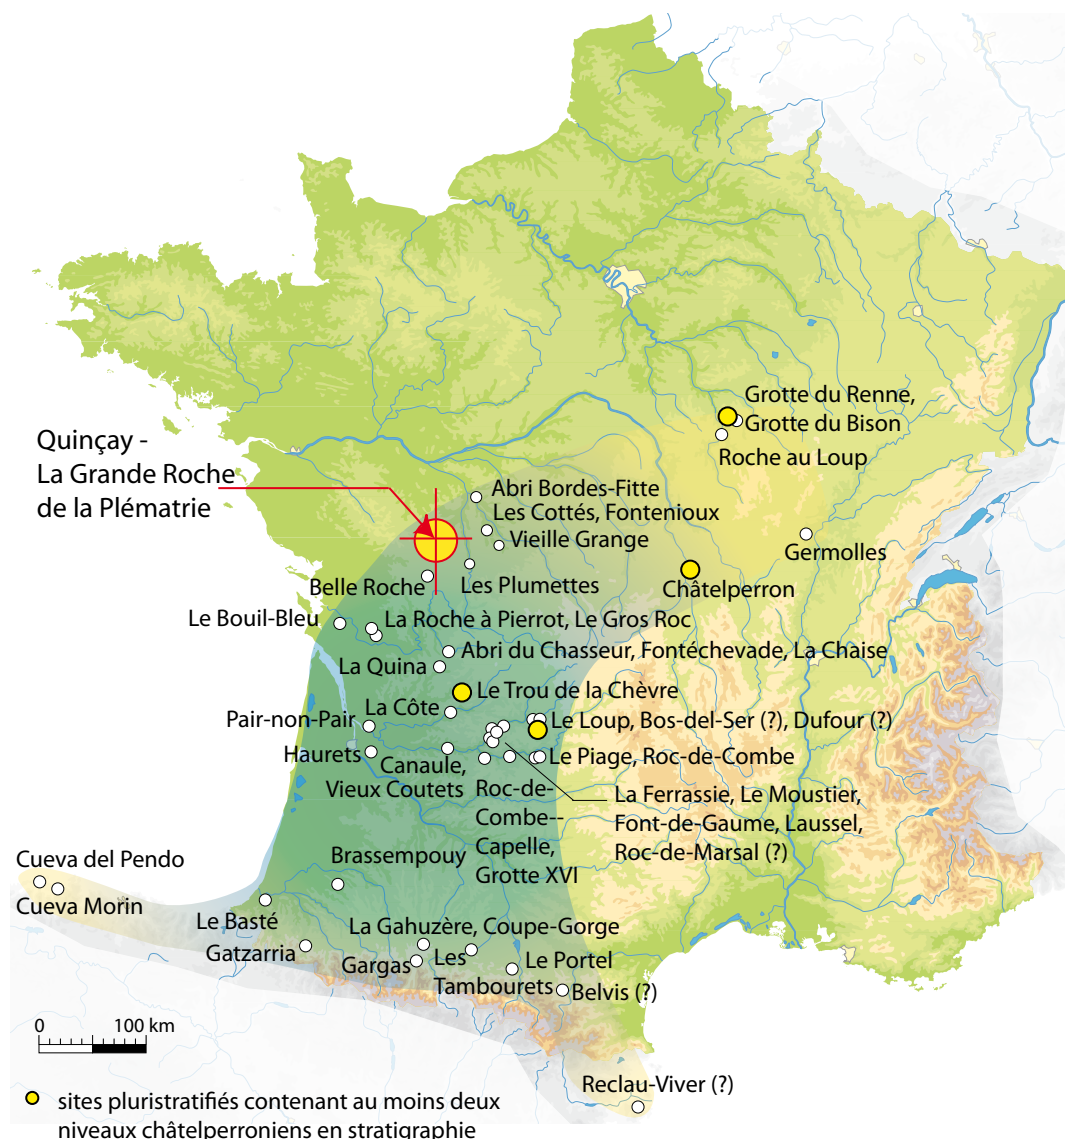 Grotte du Renne,
Grotte du Bison
Roche au Loup
Quinçay -
La Grande Roche
de la Plématrie
Abri Bordes-Fitte
Les Cottés, Fontenioux
Vieille Grange
Germolles
Belle Roche
Les Plumettes
Châtelperron
Le Bouil-Bleu
La Roche à Pierrot, Le Gros Roc
Abri du Chasseur, Fontéchevade, La Chaise
La Quina
Le Trou de la Chèvre
La Côte
Pair-non-Pair
Le Loup, Bos-del-Ser (?), Dufour (?)
Haurets
Canaule,
Vieux Coutets
Le Piage, Roc-de-Combe
Roc-de-
Combe--
Capelle,
Grotte XVI
La Ferrassie, Le Moustier,
Font-de-Gaume, Laussel,
Roc-de-Marsal (?)
Cueva del Pendo
Cueva Morin
Brassempouy
Le Basté
Gatzarria
La Gahuzère, Coupe-Gorge
Gargas
Les
Tambourets
Le Portel
Belvis (?)
0 100 km
Reclau-Viver (?)
sites pluristratifiés contenant au moins deux
niveaux châtelperroniens en stratigraphie